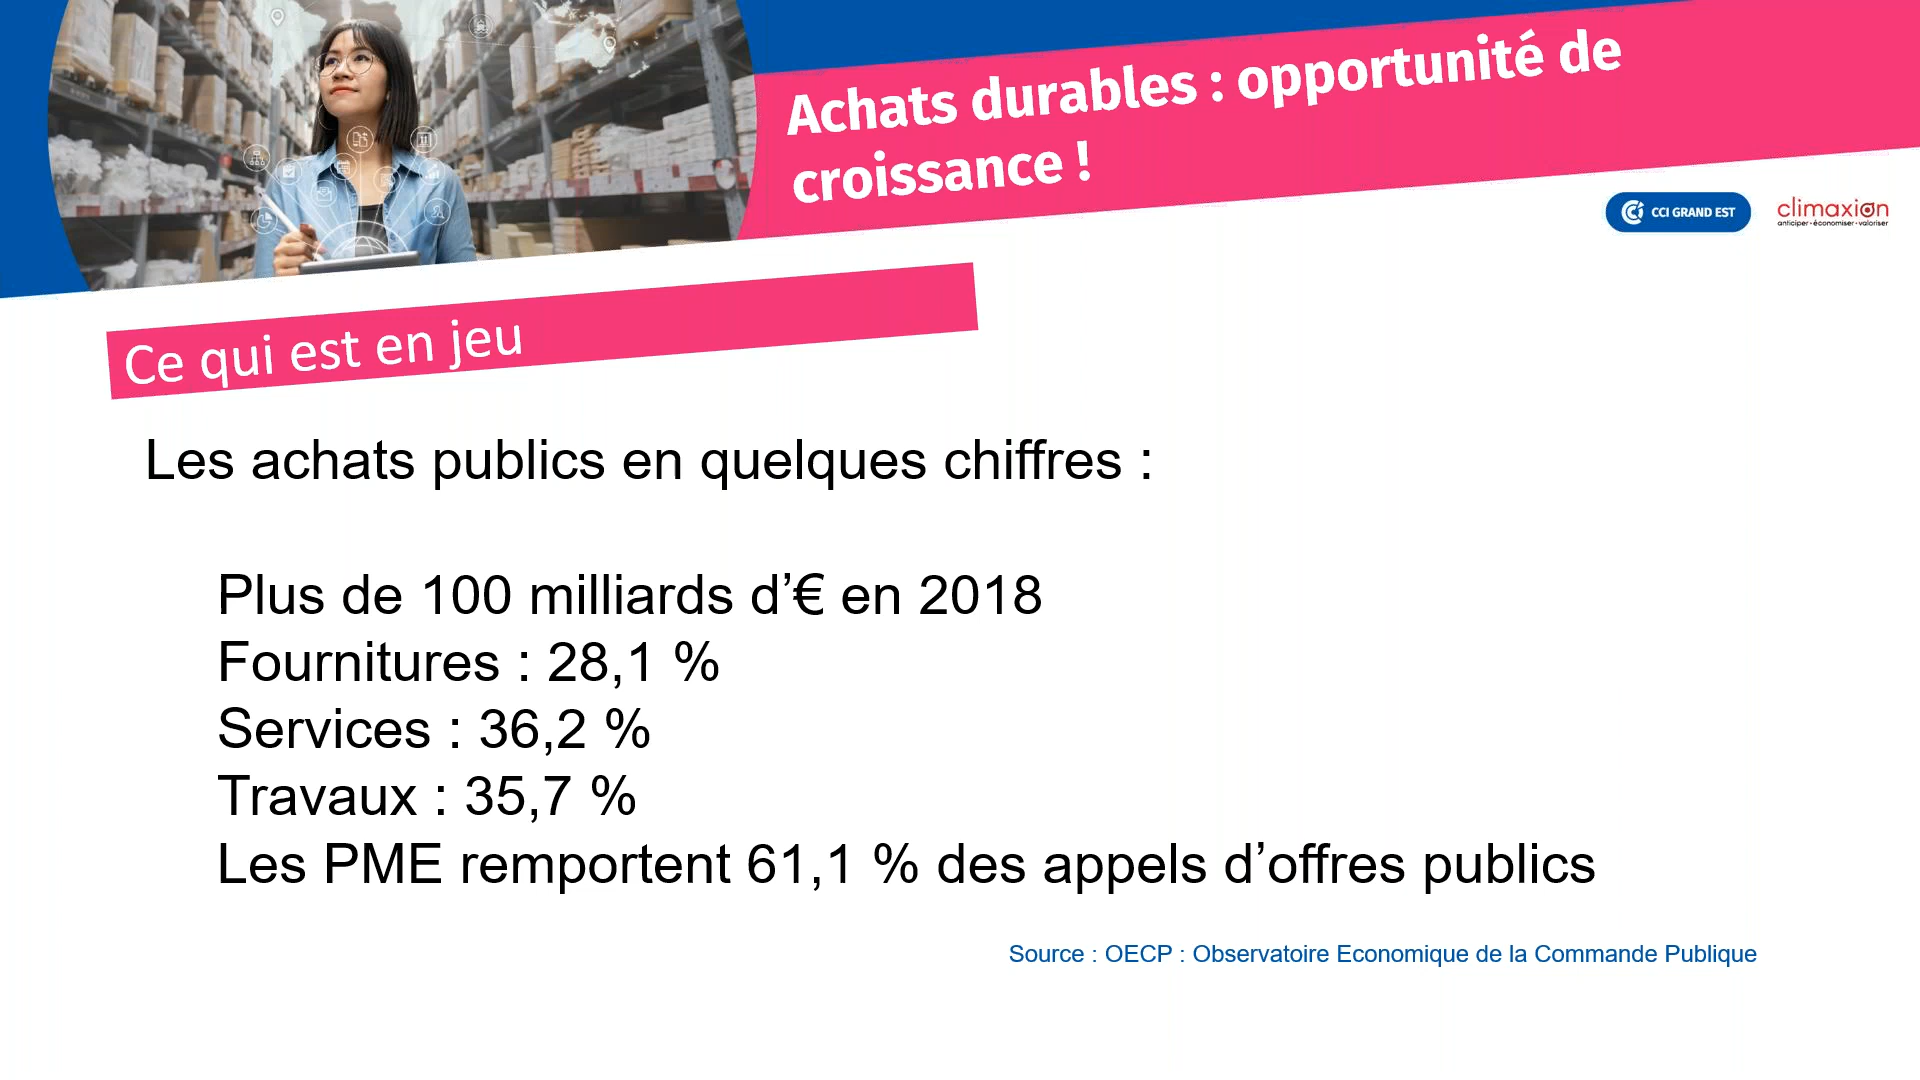 Achats durables : opportunité de
croissance !
CCI GRAND EST
climaxion
anticiper • économiser • valoriser
Ce qui est en jeu
Les achats publics en quelques chiffres :
Plus de 100 milliards d’€ en 2018
Fournitures : 28,1 %
Services : 36,2 %
Travaux : 35,7 %
Les PME remportent 61,1 % des appels d’offres publics
Source : OECP : Observatoire Economique de la Commande Publique